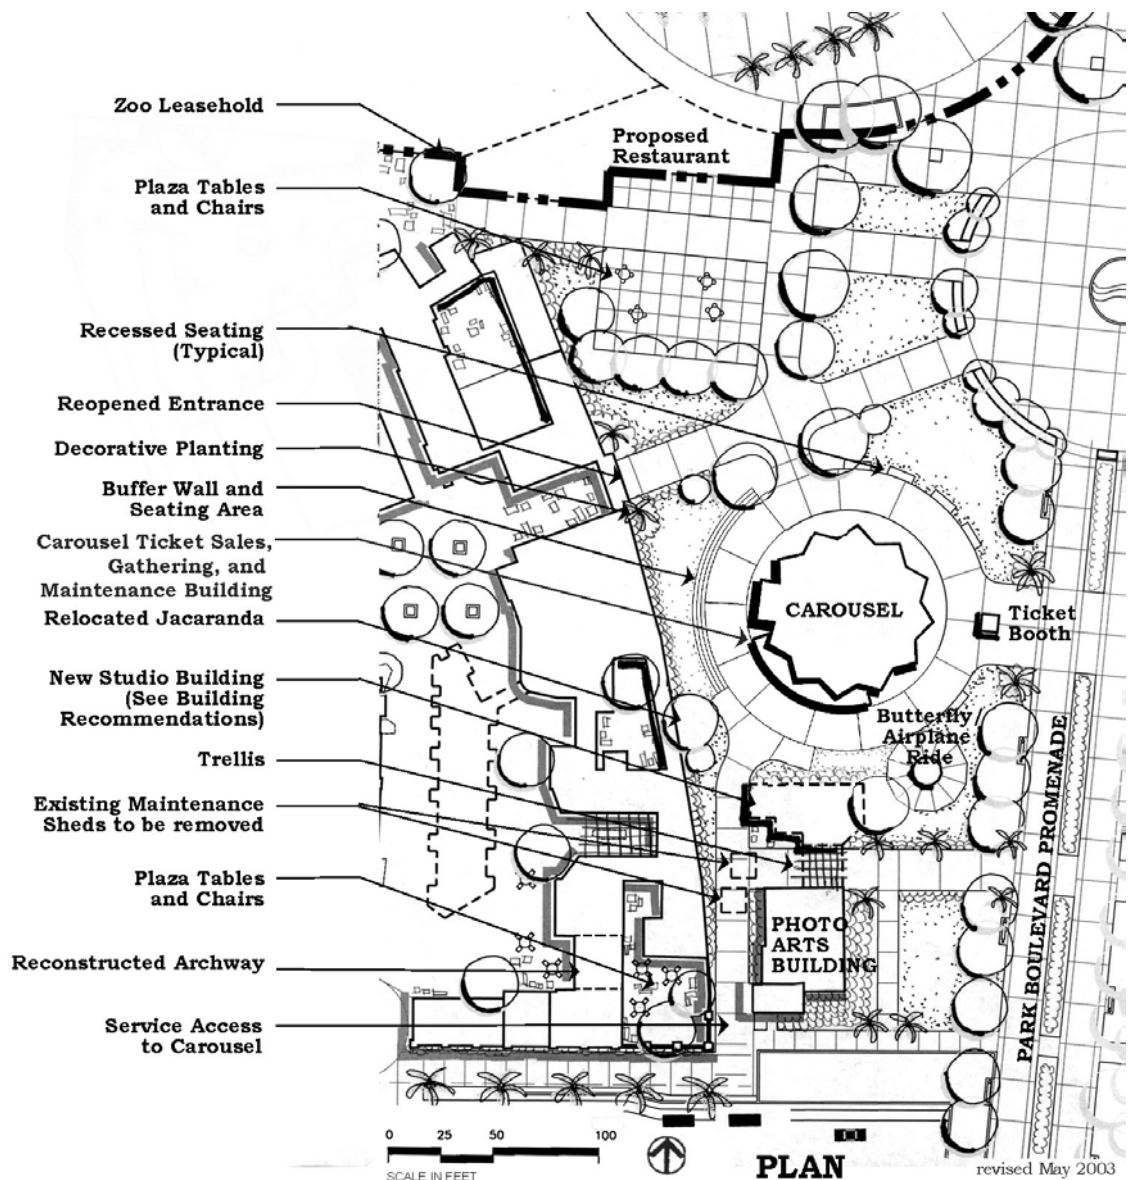 Zoo Leasehold
Proposed
Restaurant
Plaza Tables
and Chairs
Recessed Seating
(Typical)
Reopened Entrance
Decorative Planting
Buffer Wall and
Seating Area
Carousel Ticket Sales,
Gathering, and
Maintenance Building
Relocated Jacaranda
CAROUSEL
Ticket
Booth
New Studio Building
(See Building
Recommendations)
Butterfly/
Airplane
Ride
Trellis
Existing Maintenance
Sheds to be removed
Plaza Tables
and Chairs
PHOTO
ARTS
BUILDING
PARK BOULEVARD PROMENADE
Reconstructed Archway
Service Access
to Carousel
0 25 50 100
SCALE IN FEET
PLAN
revised May 2003